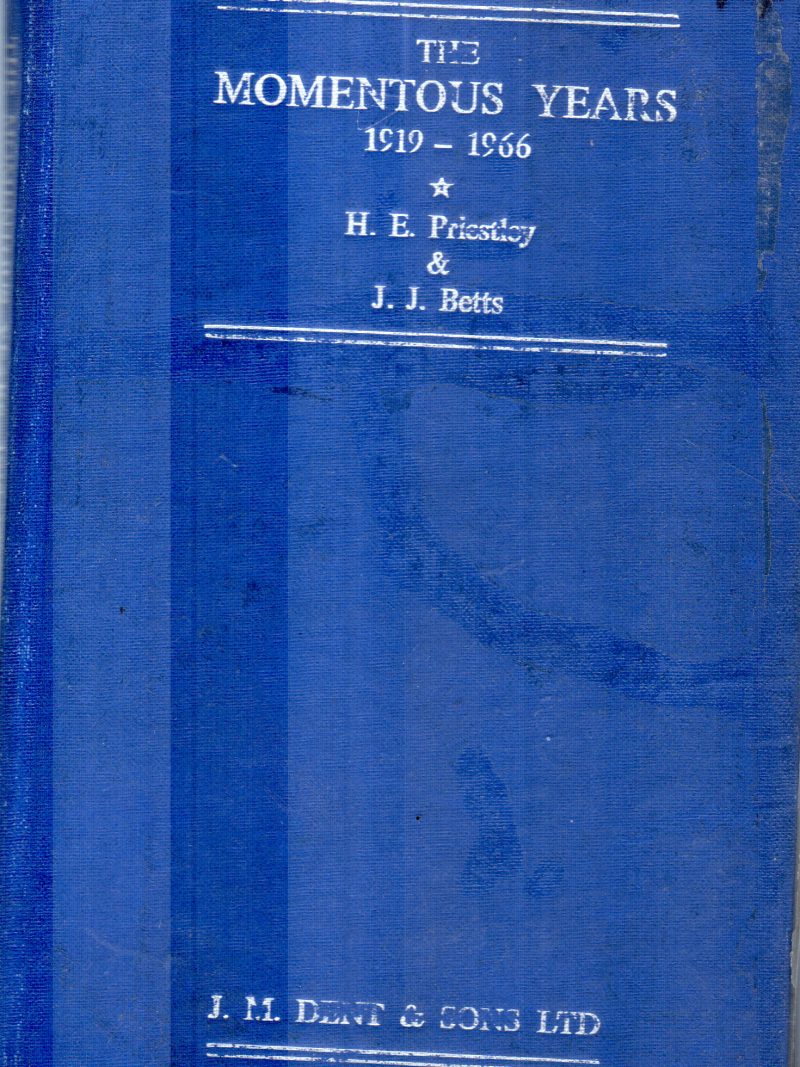 THE
MOMENTOUS YEARS
1919 – 1966
H. E. Priestley
&
J. J. Betts
J. M. DENT & SONS LTD